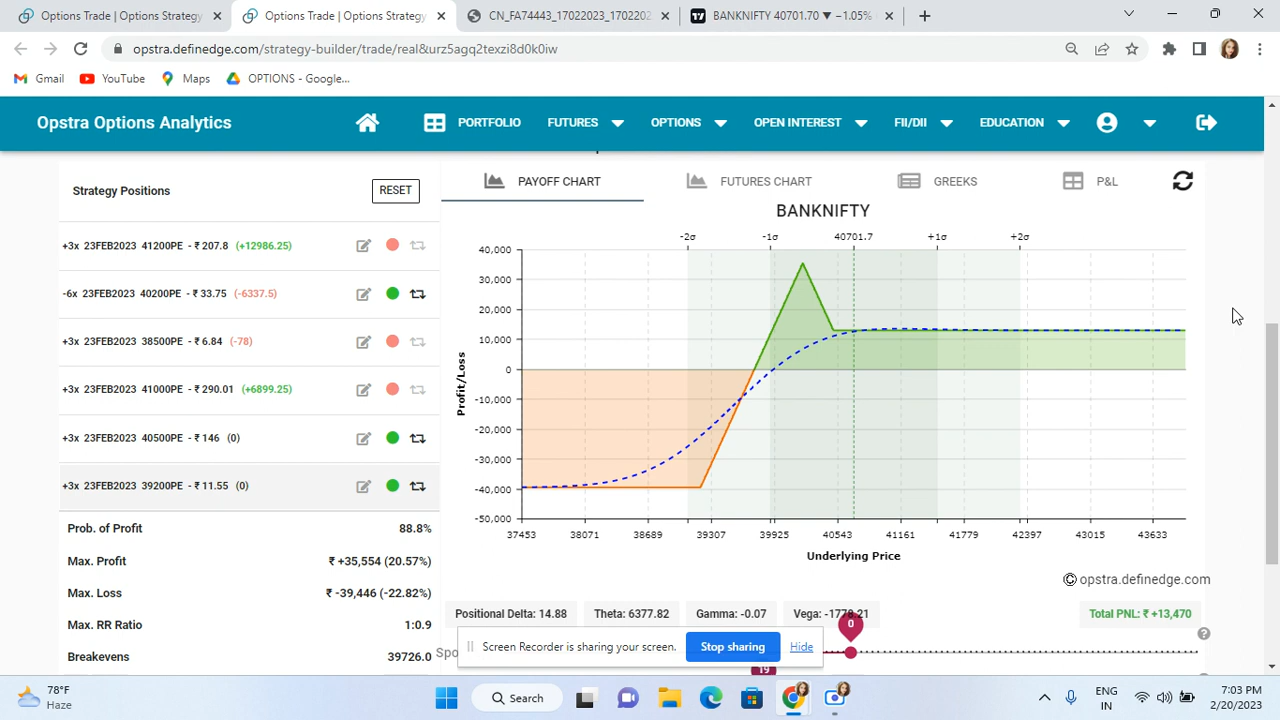 Options Trade | Options Strategy
Options Trade | Options Strategy
CN_FA74443_17022023_170220
BANKNIFTY 40701.70 ▼ −1.05%
opstra.definedge.com/strategy-builder/trade/real&urz5agq2texzi8d0k0iw
Gmail YouTube Maps OPTIONS - Google...
Opstra Options Analytics
PORTFOLIO FUTURES OPTIONS OPEN INTEREST FII/DII EDUCATION
Strategy Positions RESET
PAYOFF CHART FUTURES CHART GREEKS P&L
BANKNIFTY
-2σ -1σ 40701.7 +1σ +2σ
+3x 23FEB2023 41200PE - ₹ 207.8 (+12986.25)
-6x 23FEB2023 40200PE - ₹ 33.75 (-6337.5)
+3x 23FEB2023 38500PE - ₹ 6.84 (-78)
+3x 23FEB2023 41000PE - ₹ 290.01 (+6899.25)
+3x 23FEB2023 40500PE - ₹ 146 (0)
+3x 23FEB2023 39200PE - ₹ 11.55 (0)
Prob. of Profit 88.8%
Max. Profit ₹ +35,554 (20.57%)
Max. Loss ₹ -39,446 (-22.82%)
Max. RR Ratio 1:0.9
Breakevens 39726.0
Profit/Loss
40,000
30,000
20,000
10,000
0
-10,000
-20,000
-30,000
-40,000
-50,000
37453 38071 38689 39307 39925 40543 41161 41779 42397 43015 43633
Underlying Price
© opstra.definedge.com
Positional Delta: 14.88 Theta: 6377.82 Gamma: -0.07 Vega: -1778.21 Total PNL: ₹ +13,470
0
?
Screen Recorder is sharing your screen. Stop sharing Hide
Spo
19
78°F
Haze
Search
ENG
IN
7:03 PM
2/20/2023